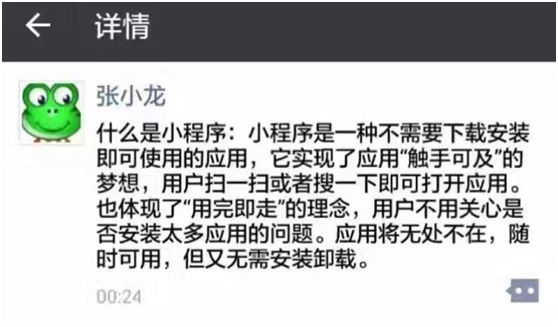 详情
张小龙
什么是小程序：小程序是一种不需要下载安装
即可使用的应用，它实现了应用“触手可及”的
梦想，用户扫一扫或者搜一下即可打开应用。
也体现了“用完即走”的理念，用户不用关心是
否安装太多应用的问题。应用将无处不在，随
时可用，但又无需安装卸载。
00:24